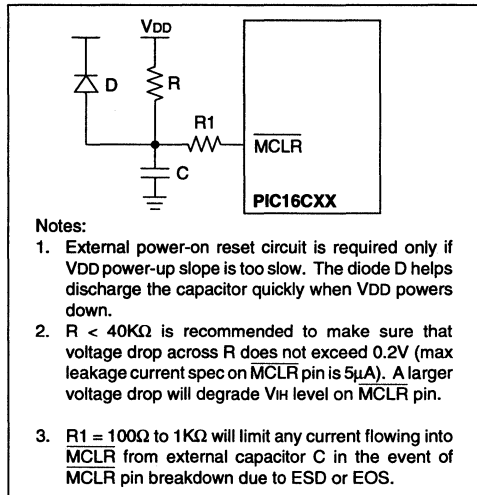 VDD
D
R
R1
MCLR
C
PIC16CXX
Notes:
1. External power-on reset circuit is required only if
VDD power-up slope is too slow. The diode D helps
discharge the capacitor quickly when VDD powers
down.
2. R < 40KΩ is recommended to make sure that
voltage drop across R does not exceed 0.2V (max
leakage current spec on MCLR pin is 5µA). A larger
voltage drop will degrade VIH level on MCLR pin.
3. R1 = 100Ω to 1KΩ will limit any current flowing into
MCLR from external capacitor C in the event of
MCLR pin breakdown due to ESD or EOS.